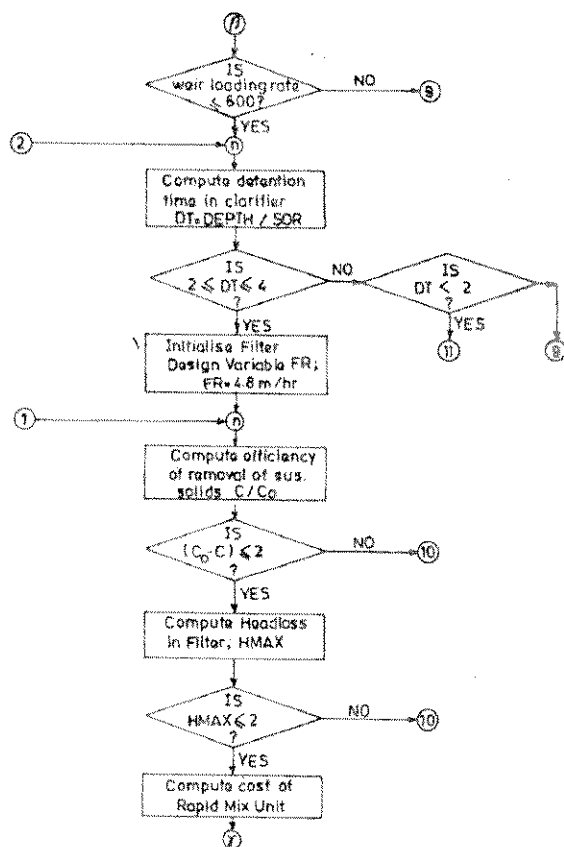 β
IS
weir loading rate
≤ 600?
NO
9
YES
2
n
Compute detention
time in clarifier
DT=DEPTH / SOR
IS
2 ≤ DT ≤ 4
?
NO
IS
DT < 2
?
YES
YES
11
8
Initialise Filter
Design Variable FR;
FR=4.8 m/hr
1
n
Compute efficiency
of removal of sus.
solids C/Co
IS
(Co-C) ≤ 2
?
NO
10
YES
Compute Headloss
in Filter, HMAX
IS
HMAX ≤ 2
?
NO
10
YES
Compute cost of
Rapid Mix Unit
γ